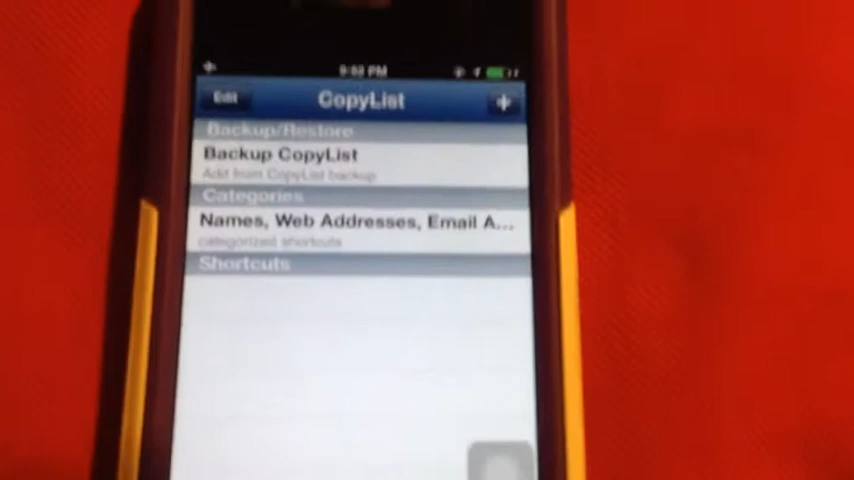 9:52 PM
Edit CopyList +
Backup/Restore
Backup CopyList
Add from CopyList backup
Categories
Names, Web Addresses, Email A...
categorized shortcuts
Shortcuts